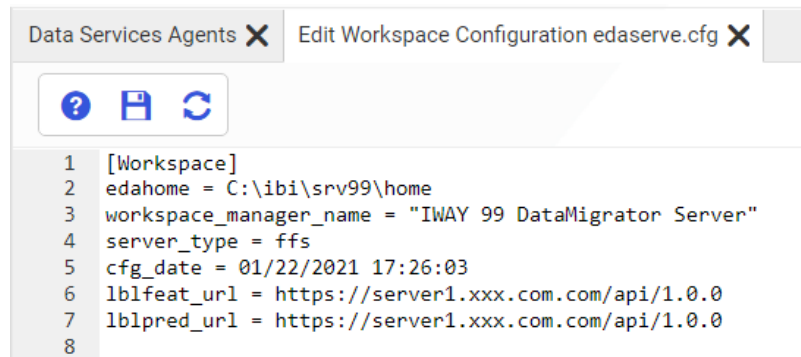 Data Services Agents
Edit Workspace Configuration edaserve.cfg
1 [Workspace]
2 edahome = C:\ibi\srv99\home
3 workspace_manager_name = "IWAY 99 DataMigrator Server"
4 server_type = ffs
5 cfg_date = 01/22/2021 17:26:03
6 lblfeat_url = https://server1.xxx.com.com/api/1.0.0
7 lblpred_url = https://server1.xxx.com.com/api/1.0.0
8